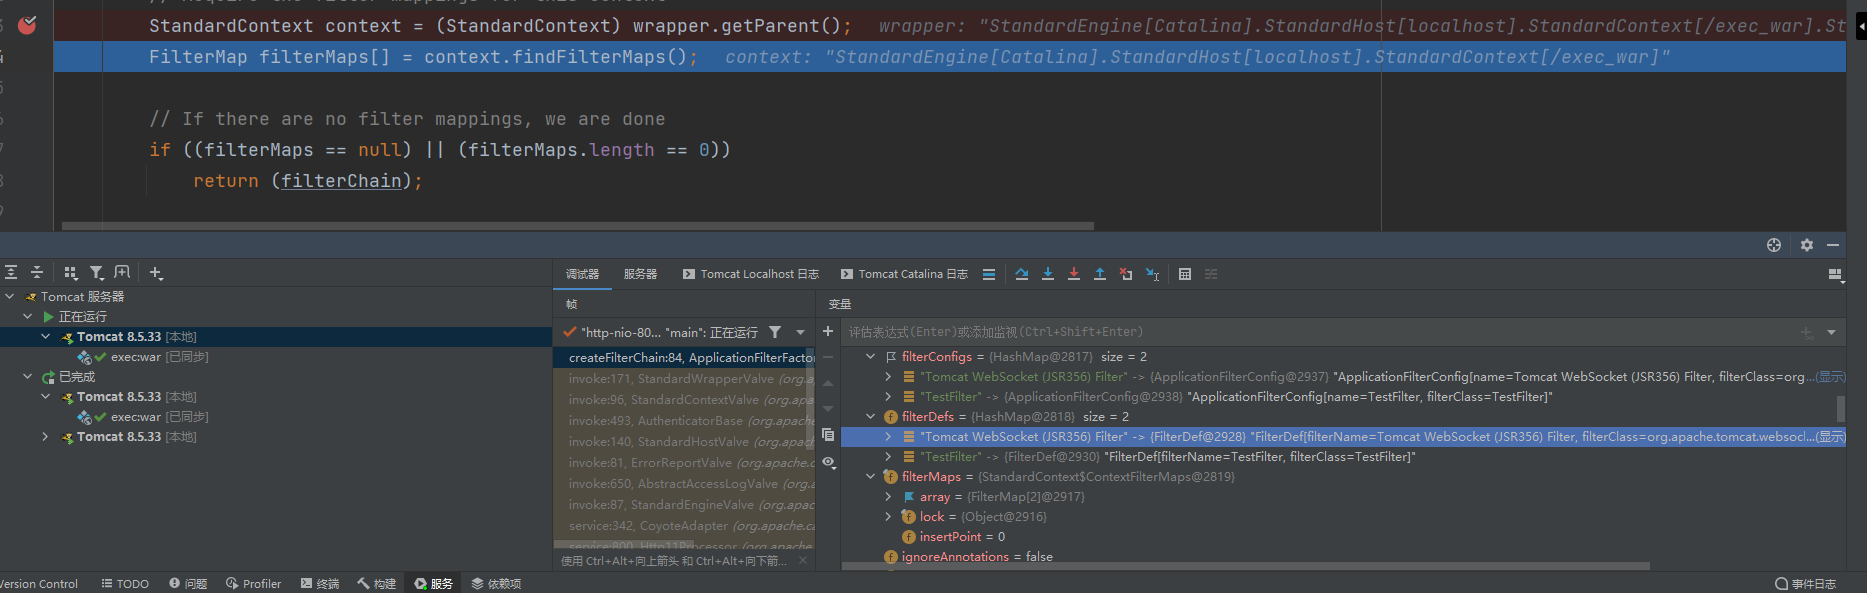 StandardContext context = (StandardContext) wrapper.getParent();   wrapper: "StandardEngine[Catalina].StandardHost[localhost].StandardContext[/exec_war].St
FilterMap filterMaps[] = context.findFilterMaps();   context: "StandardEngine[Catalina].StandardHost[localhost].StandardContext[/exec_war]"
// If there are no filter mappings, we are done
if ((filterMaps == null) || (filterMaps.length == 0))
return (filterChain);
调试器 服务器 Tomcat Localhost 日志 Tomcat Catalina 日志
Tomcat 服务器
正在运行
Tomcat 8.5.33 [本地]
exec:war [已同步]
已完成
Tomcat 8.5.33 [本地]
exec:war [已同步]
Tomcat 8.5.33 [本地]
帧
"http-nio-80... "main": 正在运行
createFilterChain:84, ApplicationFilterFactor
invoke:171, StandardWrapperValve (org.a
invoke:96, StandardContextValve (org.apa
invoke:493, AuthenticatorBase (org.apach
invoke:140, StandardHostValve (org.apach
invoke:81, ErrorReportValve (org.apache.c
invoke:650, AbstractAccessLogValve (org.a
invoke:87, StandardEngineValve (org.apac
service:342, CoyoteAdapter (org.apache.ca
service:800, Http11Processor (org.apache
使用 Ctrl+Alt+向上箭头 和 Ctrl+Alt+向下箭...
变量
评估表达式(Enter)或添加监视(Ctrl+Shift+Enter)
filterConfigs = {HashMap@2817} size = 2
"Tomcat WebSocket (JSR356) Filter" -> {ApplicationFilterConfig@2937} "ApplicationFilterConfig[name=Tomcat WebSocket (JSR356) Filter, filterClass=org...(显示)
"TestFilter" -> {ApplicationFilterConfig@2938} "ApplicationFilterConfig[name=TestFilter, filterClass=TestFilter]"
filterDefs = {HashMap@2818} size = 2
"Tomcat WebSocket (JSR356) Filter" -> {FilterDef@2928} "FilterDef[filterName=Tomcat WebSocket (JSR356) Filter, filterClass=org.apache.tomcat.websocl...(显示)
"TestFilter" -> {FilterDef@2930} "FilterDef[filterName=TestFilter, filterClass=TestFilter]"
filterMaps = {StandardContext$ContextFilterMaps@2819}
array = {FilterMap[2]@2917}
lock = {Object@2916}
insertPoint = 0
ignoreAnnotations = false
Version Control TODO 问题 Profiler 终端 构建 服务 依赖项 事件日志